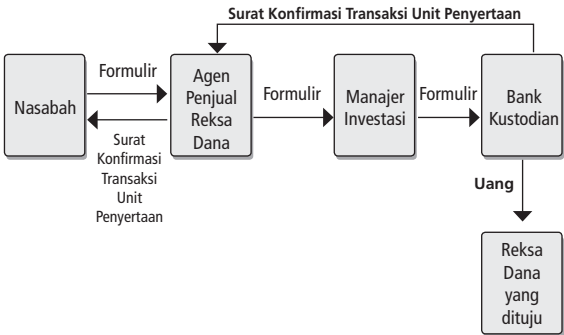 Surat Konfirmasi Transaksi Unit Penyertaan
Nasabah
Formulir
Surat
Konfirmasi
Transaksi
Unit
Penyertaan
Agen
Penjual
Reksa
Dana
Formulir
Manajer
Investasi
Formulir
Bank
Kustodian
Uang
Reksa
Dana
yang
dituju